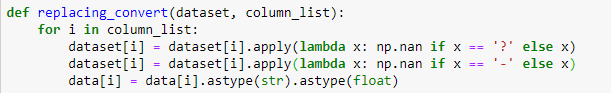 def replacing_convert(dataset, column_list):
    for i in column_list:
        dataset[i] = dataset[i].apply(lambda x: np.nan if x == '?' else x)
        dataset[i] = dataset[i].apply(lambda x: np.nan if x == '-' else x)
        data[i] = data[i].astype(str).astype(float)